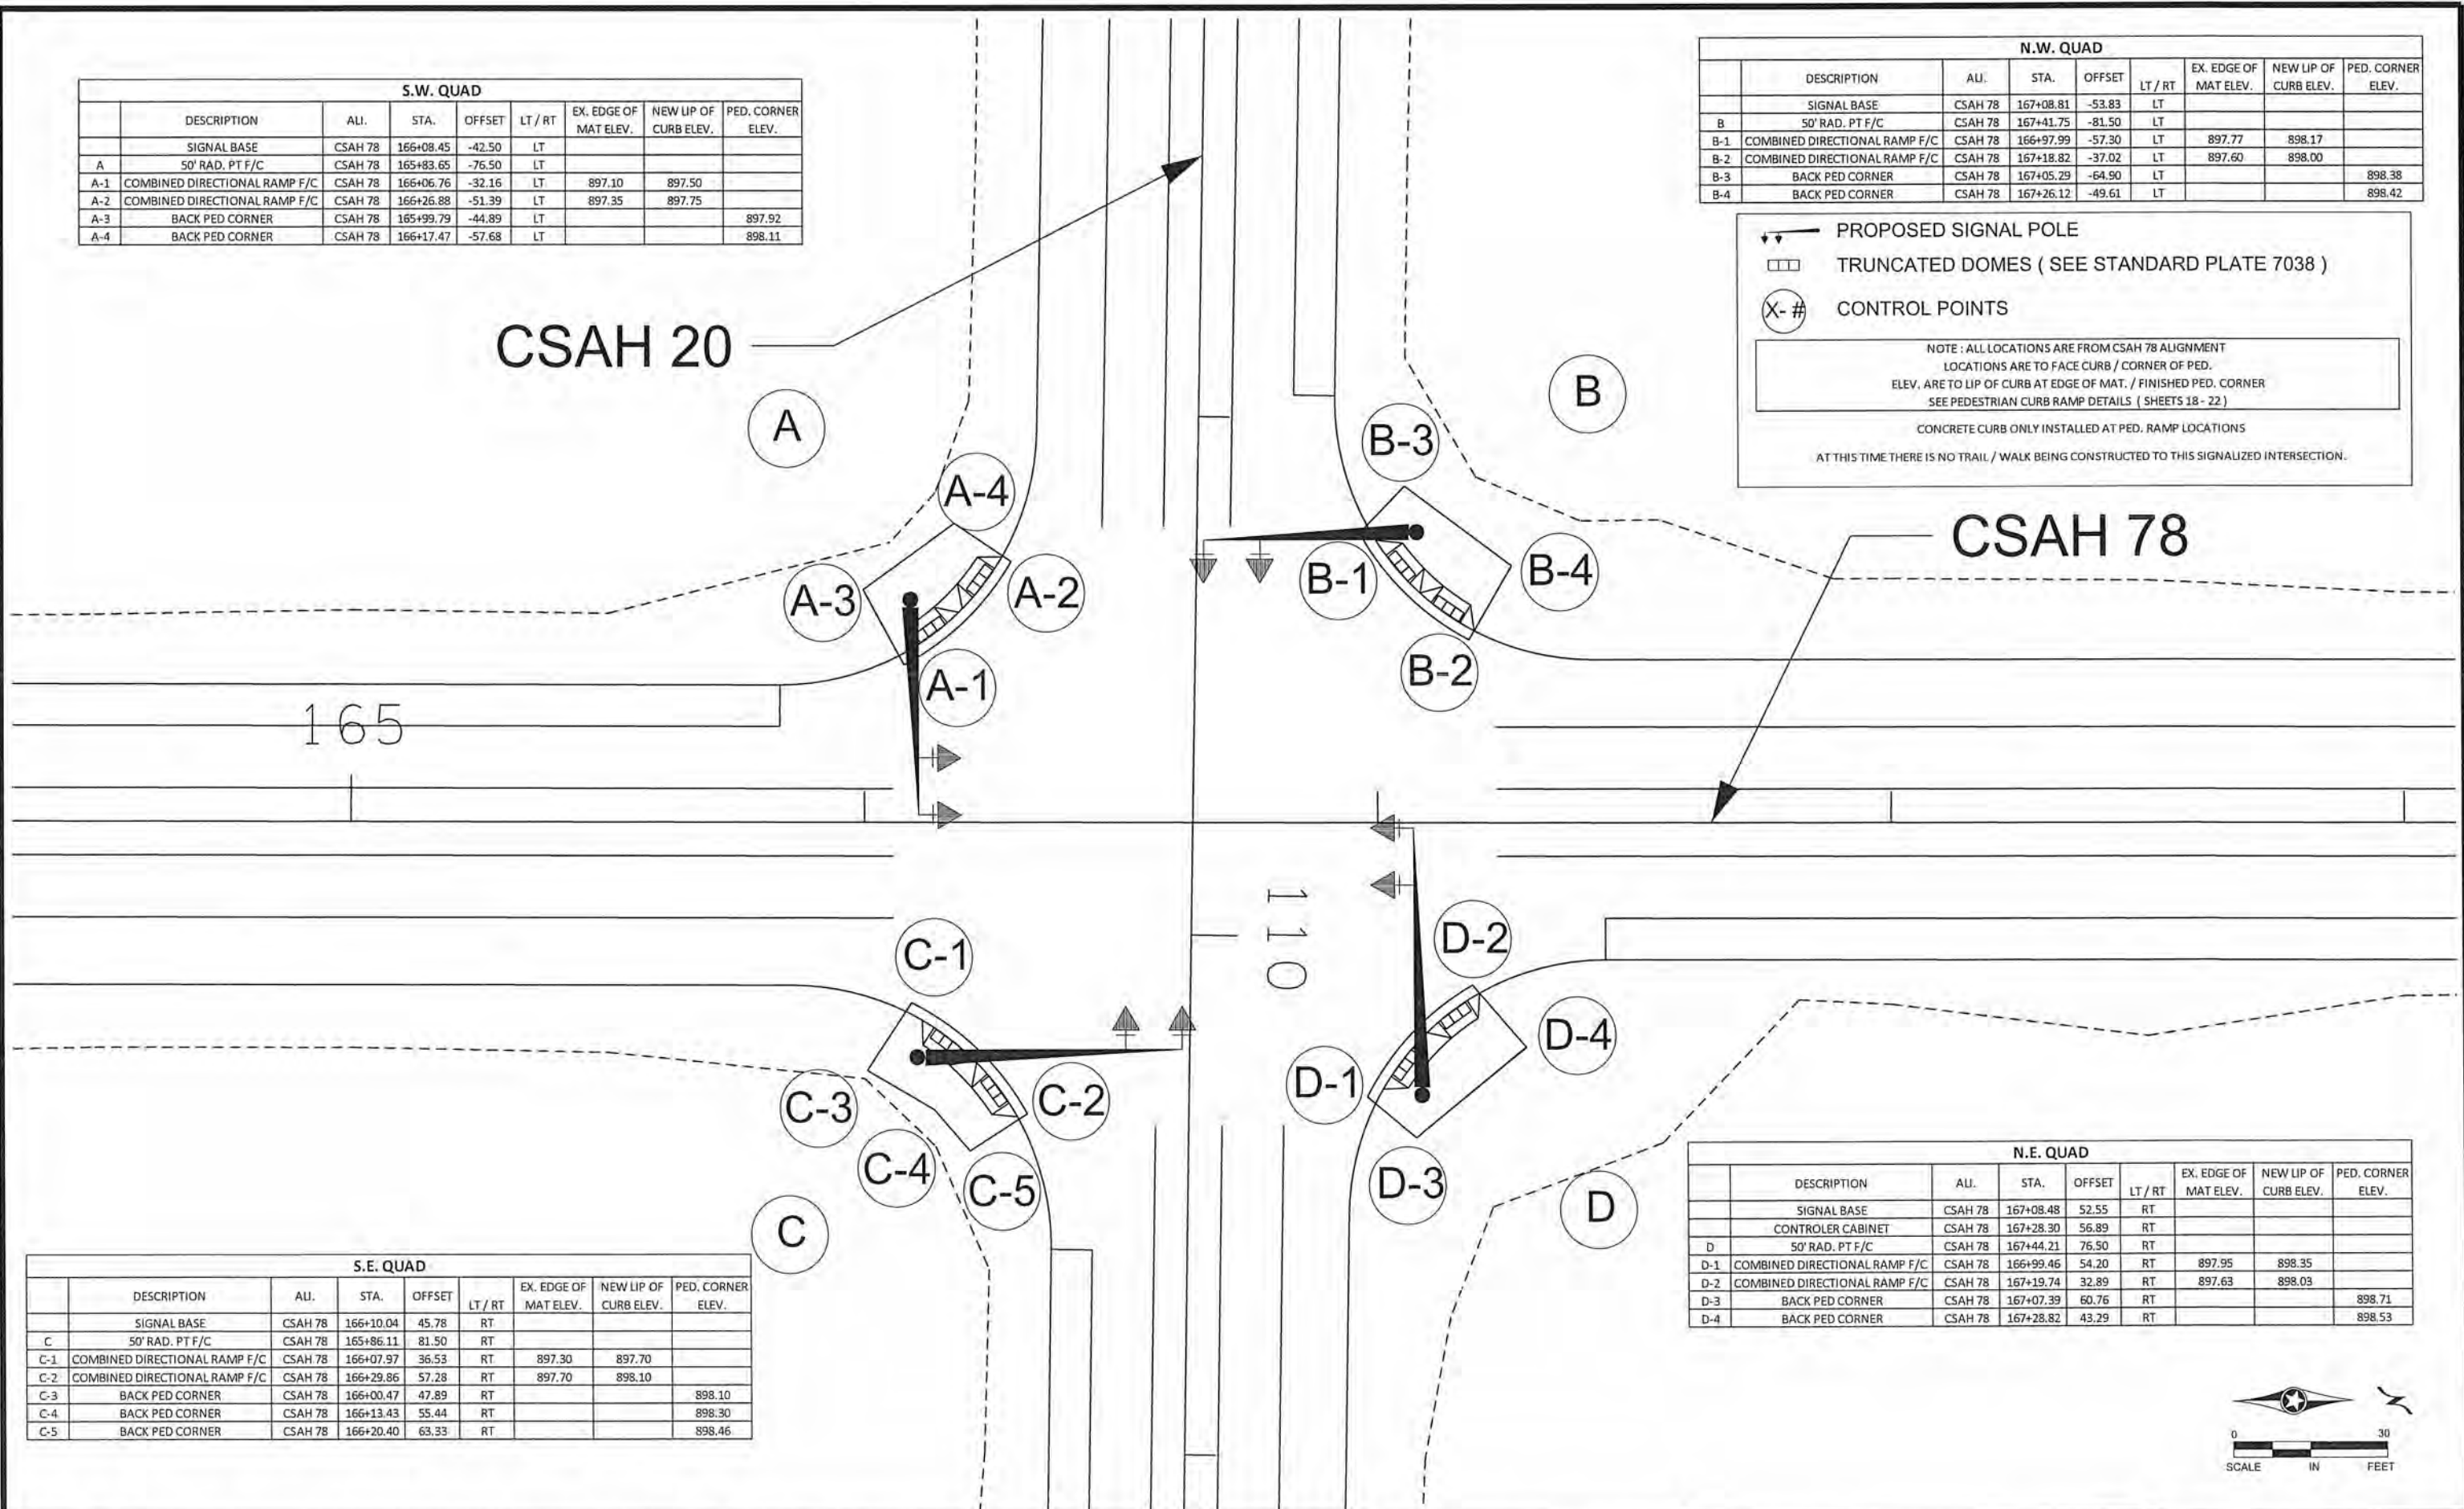 S.W. QUAD
DESCRIPTION ALI. STA. OFFSET LT / RT EX. EDGE OF MAT ELEV. NEW LIP OF CURB ELEV. PED. CORNER ELEV.
SIGNAL BASE CSAH 78 166+08.45 -42.50 LT
A 50' RAD. PT F/C CSAH 78 165+83.65 -76.50 LT
A-1 COMBINED DIRECTIONAL RAMP F/C CSAH 78 166+06.76 -32.16 LT 897.10 897.50
A-2 COMBINED DIRECTIONAL RAMP F/C CSAH 78 166+26.88 -51.39 LT 897.35 897.75
A-3 BACK PED CORNER CSAH 78 165+99.79 -44.89 LT 897.92
A-4 BACK PED CORNER CSAH 78 166+17.47 -57.68 LT 898.11
N.W. QUAD
DESCRIPTION ALI. STA. OFFSET LT / RT EX. EDGE OF MAT ELEV. NEW LIP OF CURB ELEV. PED. CORNER ELEV.
SIGNAL BASE CSAH 78 167+08.81 -53.83 LT
B 50' RAD. PT F/C CSAH 78 167+41.75 -81.50 LT
B-1 COMBINED DIRECTIONAL RAMP F/C CSAH 78 166+97.99 -57.30 LT 897.77 898.17
B-2 COMBINED DIRECTIONAL RAMP F/C CSAH 78 167+18.82 -37.02 LT 897.60 898.00
B-3 BACK PED CORNER CSAH 78 167+05.29 -64.90 LT 898.38
B-4 BACK PED CORNER CSAH 78 167+26.12 -49.61 LT 898.42
PROPOSED SIGNAL POLE
TRUNCATED DOMES ( SEE STANDARD PLATE 7038 )
X- # CONTROL POINTS
NOTE : ALL LOCATIONS ARE FROM CSAH 78 ALIGNMENT
LOCATIONS ARE TO FACE CURB / CORNER OF PED.
ELEV. ARE TO LIP OF CURB AT EDGE OF MAT. / FINISHED PED. CORNER
SEE PEDESTRIAN CURB RAMP DETAILS ( SHEETS 18 - 22 )
CONCRETE CURB ONLY INSTALLED AT PED. RAMP LOCATIONS
AT THIS TIME THERE IS NO TRAIL / WALK BEING CONSTRUCTED TO THIS SIGNALIZED INTERSECTION.
CSAH 20
A
B
B-3
A-4
CSAH 78
B-1
B-4
A-3
A-2
B-2
A-1
165
110
C-1
D-2
D-4
D-1
C-3
C-2
C-4
C-5
D-3
C
D
S.E. QUAD
DESCRIPTION ALI. STA. OFFSET LT / RT EX. EDGE OF MAT ELEV. NEW LIP OF CURB ELEV. PED. CORNER ELEV.
SIGNAL BASE CSAH 78 166+10.04 45.78 RT
C 50' RAD. PT F/C CSAH 78 165+86.11 81.50 RT
C-1 COMBINED DIRECTIONAL RAMP F/C CSAH 78 166+07.97 36.53 RT 897.30 897.70
C-2 COMBINED DIRECTIONAL RAMP F/C CSAH 78 166+29.86 57.28 RT 897.70 898.10
C-3 BACK PED CORNER CSAH 78 166+00.47 47.89 RT 898.10
C-4 BACK PED CORNER CSAH 78 166+13.43 55.44 RT 898.30
C-5 BACK PED CORNER CSAH 78 166+20.40 63.33 RT 898.46
N.E. QUAD
DESCRIPTION ALI. STA. OFFSET LT / RT EX. EDGE OF MAT ELEV. NEW LIP OF CURB ELEV. PED. CORNER ELEV.
SIGNAL BASE CSAH 78 167+08.48 52.55 RT
CONTROLER CABINET CSAH 78 167+28.30 56.89 RT
D 50' RAD. PT F/C CSAH 78 167+44.21 76.50 RT
D-1 COMBINED DIRECTIONAL RAMP F/C CSAH 78 166+99.46 54.20 RT 897.95 898.35
D-2 COMBINED DIRECTIONAL RAMP F/C CSAH 78 167+19.74 32.89 RT 897.63 898.03
D-3 BACK PED CORNER CSAH 78 167+07.39 60.76 RT 898.71
D-4 BACK PED CORNER CSAH 78 167+28.82 43.29 RT 898.53
Z
0 30
SCALE IN FEET